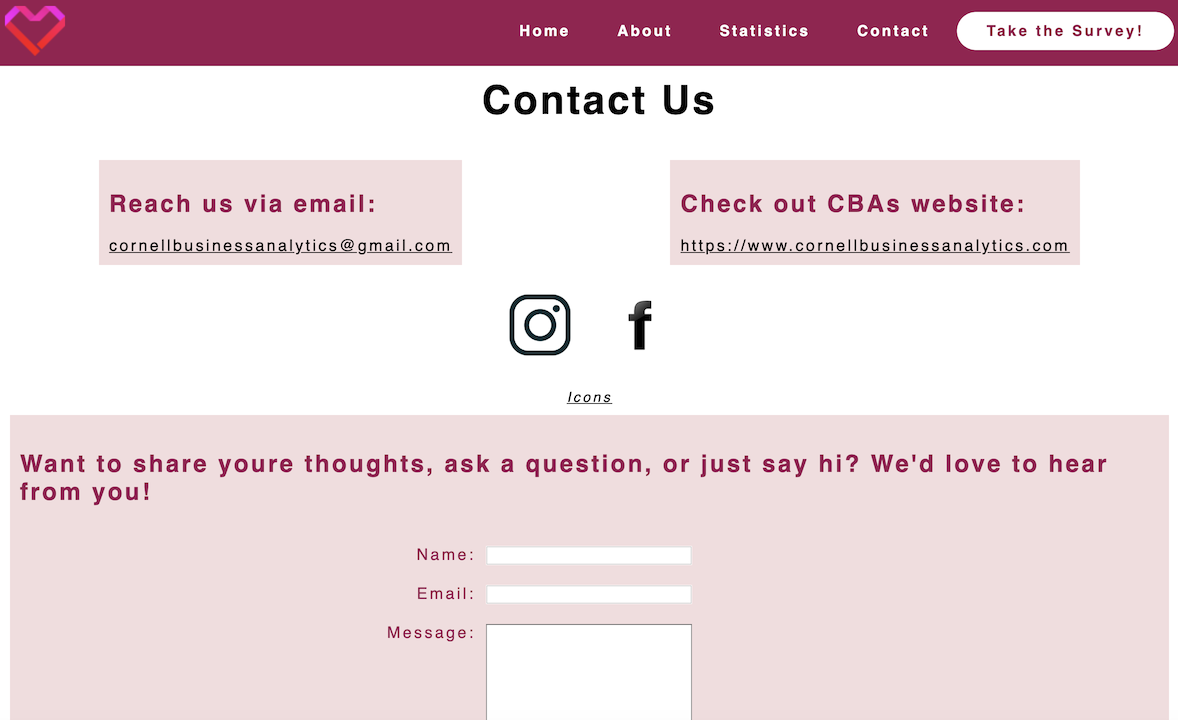 Home About Statistics Contact Take the Survey!
Contact Us
Reach us via email:
cornellbusinessanalytics@gmail.com
Check out CBAs website:
https://www.cornellbusinessanalytics.com
Icons
Want to share youre thoughts, ask a question, or just say hi? We'd love to hear
from you!
Name:
Email:
Message: